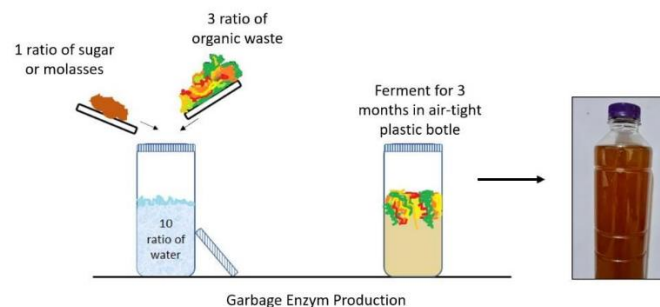 1 ratio of sugar
or molasses
3 ratio of
organic waste
10
ratio of
water
Ferment for 3
months in air-tight
plastic botle
Garbage Enzym Production